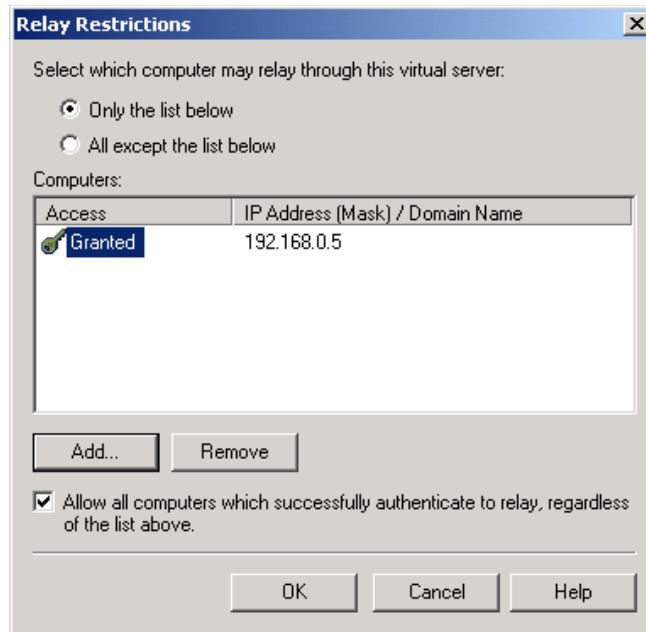 Relay Restrictions
Select which computer may relay through this virtual server:
Only the list below
All except the list below
Computers:
Access IP Address (Mask) / Domain Name
Granted 192.168.0.5
Add... Remove
Allow all computers which successfully authenticate to relay, regardless
of the list above.
OK Cancel Help